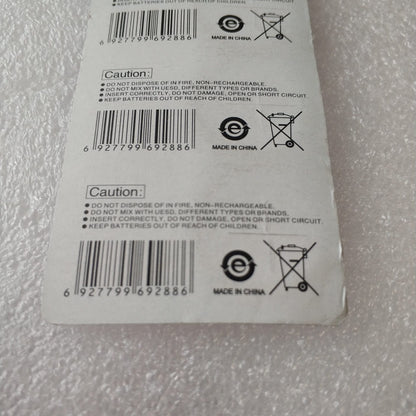 KEEP BATTERIES OUT OF REACH OF CHILDREN.
6 927799 692886
MADE IN CHINA
Caution:
● DO NOT DISPOSE OF IN FIRE, NON-RECHARGEABLE.
● DO NOT MIX WITH UESD, DIFFERENT TYPES OR BRANDS.
● INSERT CORRECTLY, DO NOT DAMAGE, OPEN OR SHORT CIRCUIT.
● KEEP BATTERIES OUT OF REACH OF CHILDREN.
6 927799 692886
e
MADE IN CHINA
Caution:
● DO NOT DISPOSE OF IN FIRE, NON-RECHARGEABLE.
● DO NOT MIX WITH UESD, DIFFERENT TYPES OR BRANDS.
● INSERT CORRECTLY, DO NOT DAMAGE, OPEN OR SHORT CIRCUIT.
● KEEP BATTERIES OUT OF REACH OF CHILDREN.
6 927799 692886
e
MADE IN CHINA